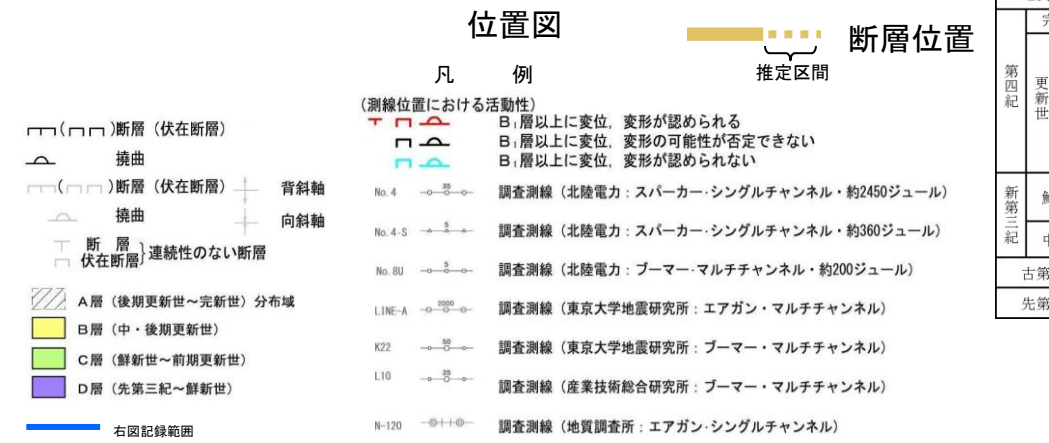 位置図
断層位置
推定区間
凡 例
(測線位置における活動性)
B₁層以上に変位，変形が認められる
B₁層以上に変位，変形の可能性が否定できない
B₁層以上に変位，変形が認められない
( )断層（伏在断層）
撓曲
( )断層（伏在断層） 背斜軸
撓曲 向斜軸
断 層
伏在断層}連続性のない断層
A層（後期更新世～完新世）分布域
B層（中・後期更新世）
C層（鮮新世～前期更新世）
D層（先第三紀～鮮新世）
右図記録範囲
No. 4 35 調査測線（北陸電力：スパーカー・シングルチャンネル・約2450ジュール）
No. 4-S 5 調査測線（北陸電力：スパーカー・シングルチャンネル・約360ジュール）
No. 8U 5 調査測線（北陸電力：ブーマー・マルチチャンネル・約200ジュール）
LINE-A 2000 調査測線（東京大学地震研究所：エアガン・マルチチャンネル）
K22 50 調査測線（東京大学地震研究所：ブーマー・マルチチャンネル）
L10 25 調査測線（産業技術総合研究所：ブーマー・マルチチャンネル）
N-120 調査測線（地質調査所：エアガン・シングルチャンネル）
第四紀
更新世
新第三紀
中
古第
先第